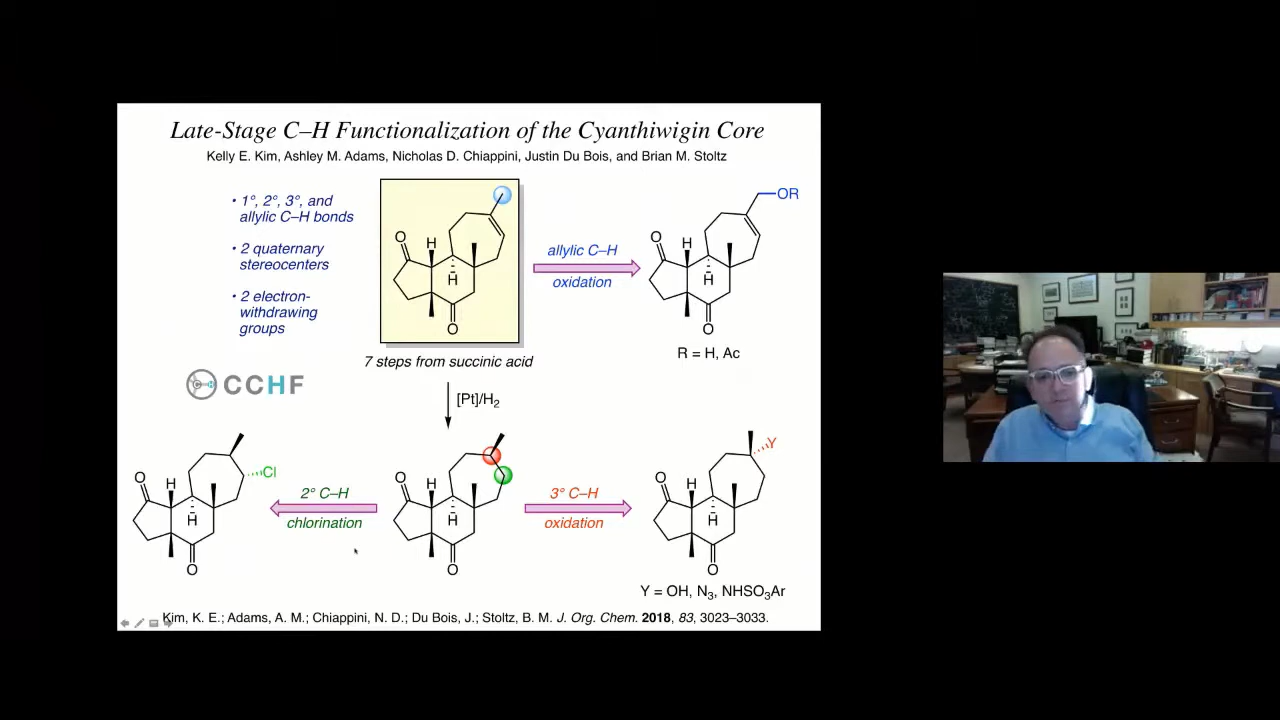 Late-Stage C–H Functionalization of the Cyanthiwigin Core
Kelly E. Kim, Ashley M. Adams, Nicholas D. Chiappini, Justin Du Bois, and Brian M. Stoltz
• 1°, 2°, 3°, and
allylic C–H bonds
• 2 quaternary
stereocenters
• 2 electron-
withdrawing
groups
O
H
H
O
7 steps from succinic acid
allylic C–H
oxidation
OR
O
H
H
O
R = H, Ac
CCHF
[Pt]/H₂
Cl
O
H
H
O
2° C–H
chlorination
O
H
H
O
3° C–H
oxidation
Y
O
H
H
O
Y = OH, N₃, NHSO₃Ar
Kim, K. E.; Adams, A. M.; Chiappini, N. D.; Du Bois, J.; Stoltz, B. M. J. Org. Chem. 2018, 83, 3023–3033.